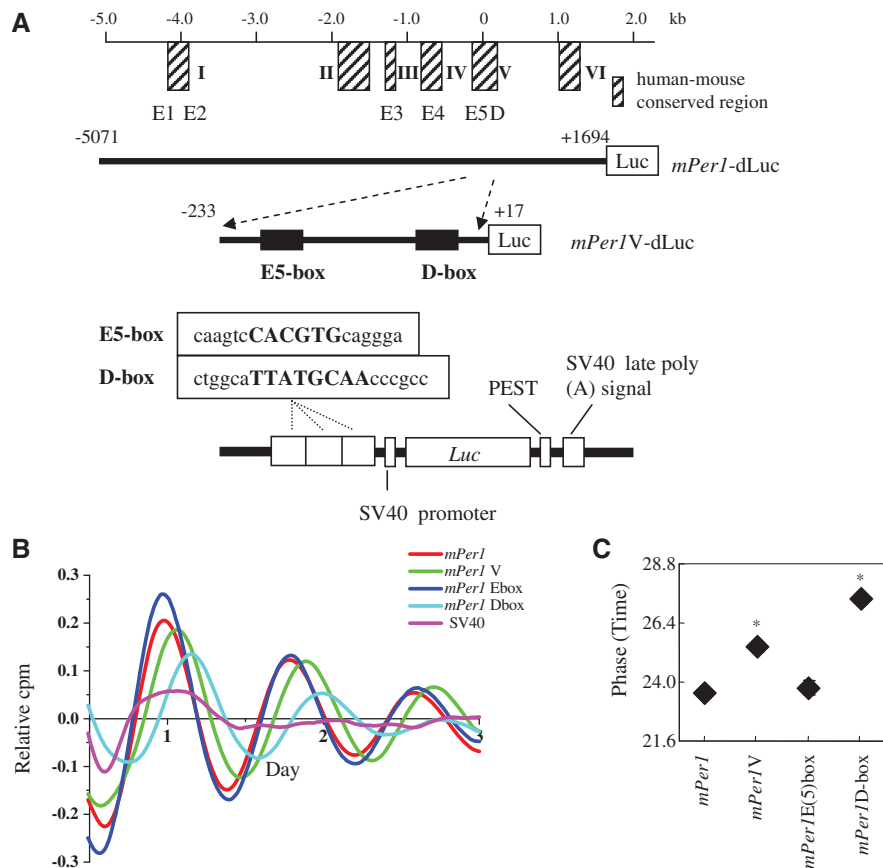 A
-5.0 -4.0 -3.0 -2.0 -1.0 0 1.0 2.0 kb
I II III IV V VI
E1 E2 E3 E4 E5 D
human-mouse
conserved region
-5071 +1694
Luc mPer1-dLuc
-233 +17
Luc mPer1V-dLuc
E5-box D-box
E5-box caagtcCACGTGcaggga
D-box ctggcaTTATGCAAcccgcc
PEST
SV40 late poly
(A) signal
Luc
SV40 promoter
B
mPer1
mPer1 V
mPer1 Ebox
mPer1 Dbox
SV40
0.3
0.2
0.1
0.0
-0.1
-0.2
-0.3
Relative cpm
1 2 3
Day
C
28.8
26.4
24.0
21.6
Phase (Time)
* *
mPer1
mPer1V
mPer1E(5)box
mPer1D-box